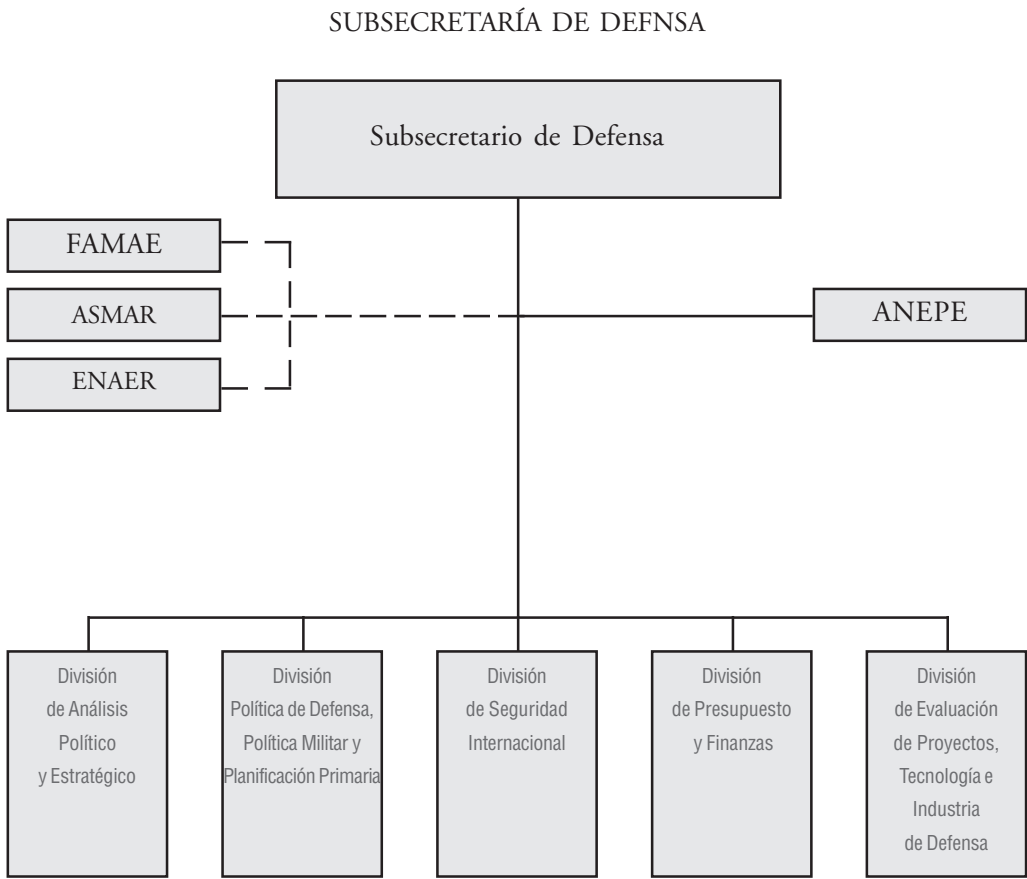 SUBSECRETARÍA DE DEFNSA
Subsecretario de Defensa
FAMAE
ASMAR
ENAER
ANEPE
División
de Análisis
Político
y Estratégico
División
Política de Defensa,
Política Militar y
Planificación Primaria
División
de Seguridad
Internacional
División
de Presupuesto
y Finanzas
División
de Evaluación
de Proyectos,
Tecnología e
Industria
de Defensa